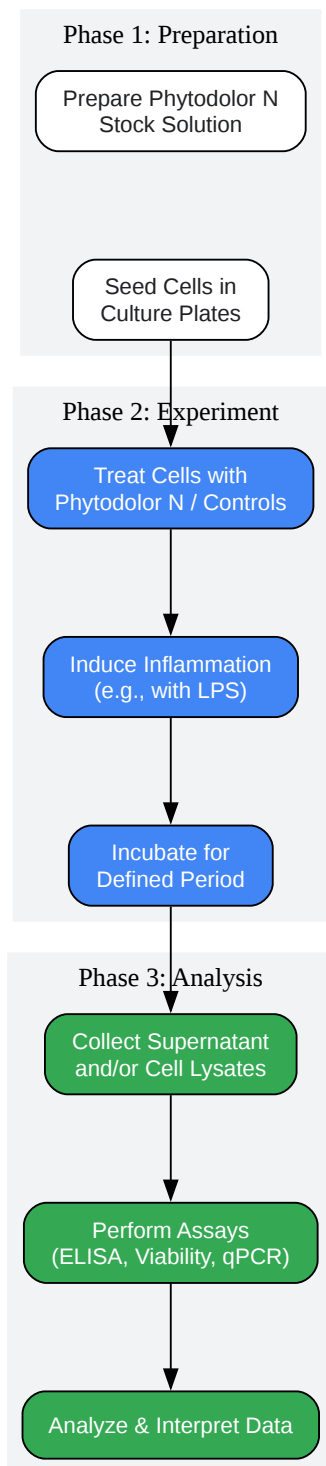 Phase 1: Preparation
Prepare Phytodolor N
Stock Solution
Seed Cells in
Culture Plates
Phase 2: Experiment
Treat Cells with
Phytodolor N / Controls
Induce Inflammation
(e.g., with LPS)
Incubate for
Defined Period
Phase 3: Analysis
Collect Supernatant
and/or Cell Lysates
Perform Assays
(ELISA, Viability, qPCR)
Analyze & Interpret Data